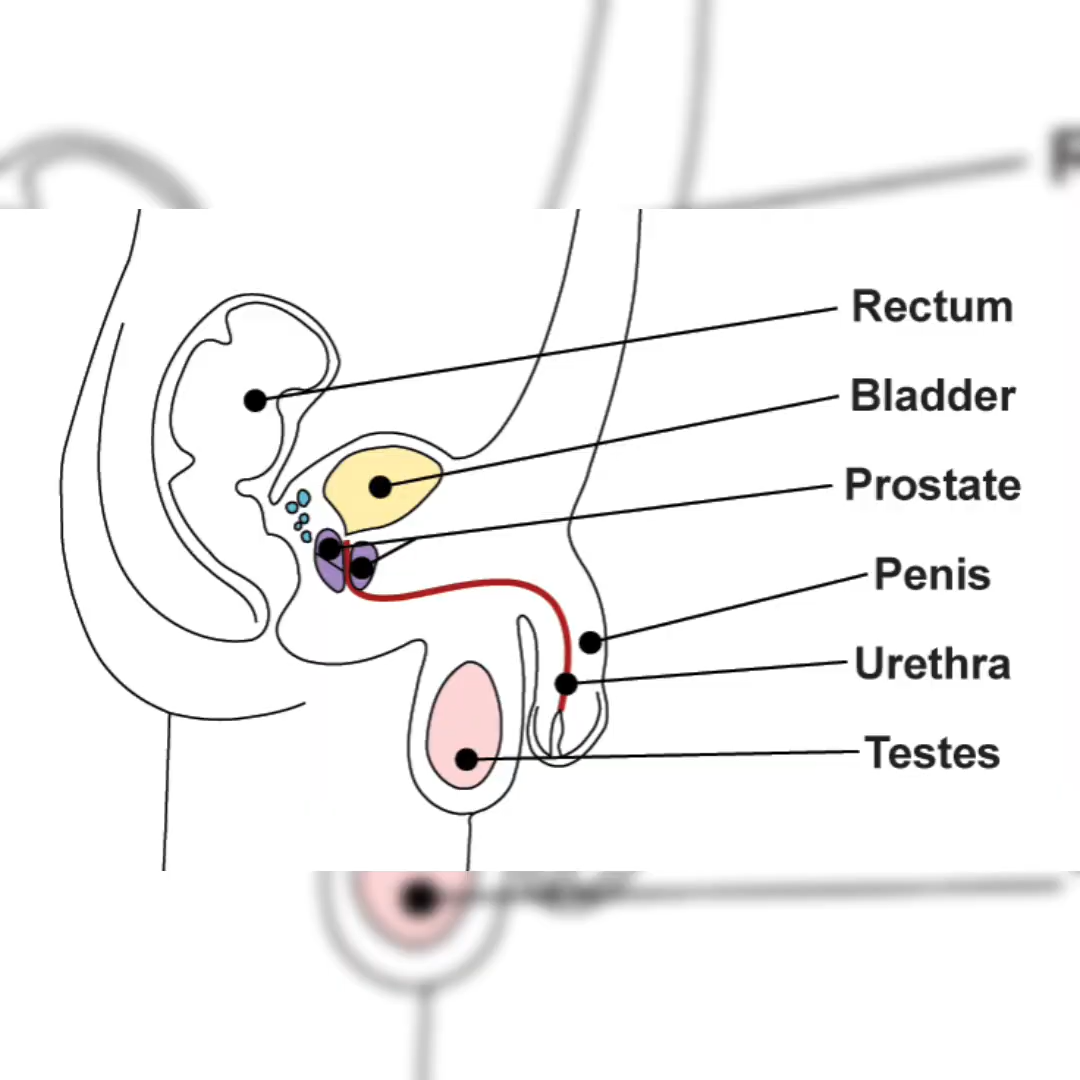 Rectum
Bladder
Prostate
Penis
Urethra
Testes